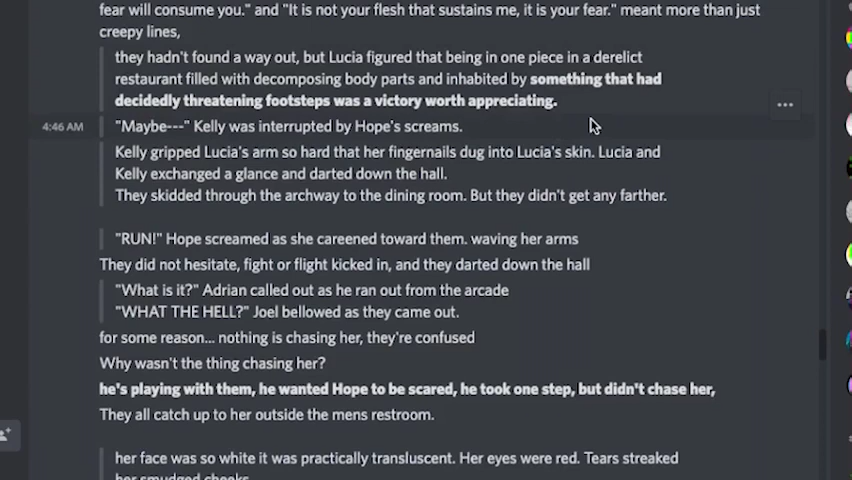 fear will consume you." and "It is not your flesh that sustains me, it is your fear." meant more than just
creepy lines,
they hadn't found a way out, but Lucia figured that being in one piece in a derelict
restaurant filled with decomposing body parts and inhabited by something that had
decidedly threatening footsteps was a victory worth appreciating.
4:46 AM "Maybe---" Kelly was interrupted by Hope's screams.
Kelly gripped Lucia's arm so hard that her fingernails dug into Lucia's skin. Lucia and
Kelly exchanged a glance and darted down the hall.
They skidded through the archway to the dining room. But they didn't get any farther.
"RUN!" Hope screamed as she careened toward them. waving her arms
They did not hesitate, fight or flight kicked in, and they darted down the hall
"What is it?" Adrian called out as he ran out from the arcade
"WHAT THE HELL?" Joel bellowed as they came out.
for some reason... nothing is chasing her, they're confused
Why wasn't the thing chasing her?
he's playing with them, he wanted Hope to be scared, he took one step, but didn't chase her,
They all catch up to her outside the mens restroom.
her face was so white it was practically transluscent. Her eyes were red. Tears streaked
her smudged cheeks